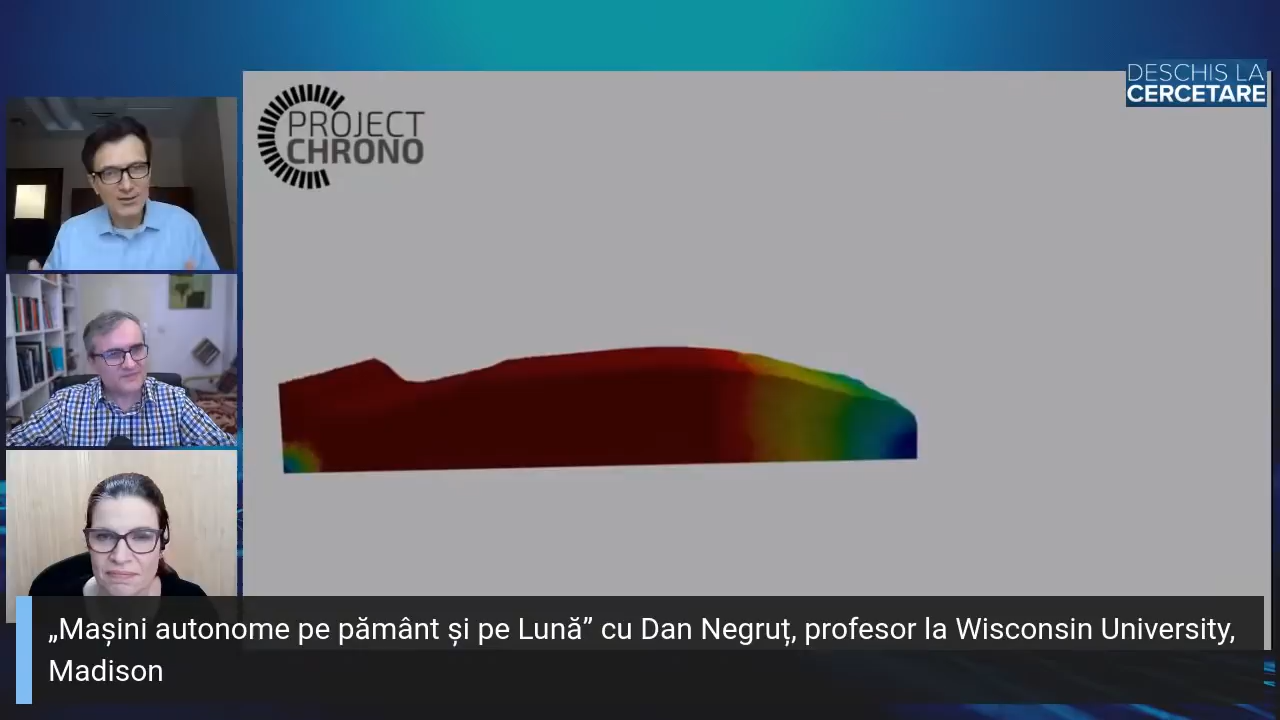 DESCHIS LA
CERCETARE
PROJECT
CHRONO
„Mașini autonome pe pământ și pe Lună” cu Dan Negruț, profesor la Wisconsin University,
Madison